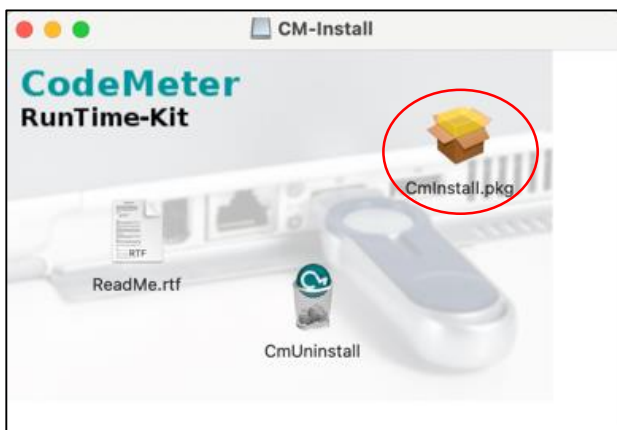 CM-Install
CodeMeter
RunTime-Kit
CmInstall.pkg
RTF
ReadMe.rtf
CmUninstall